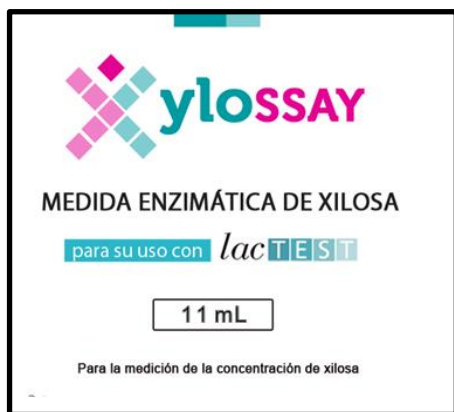 XyloSSAY
MEDIDA ENZIMÁTICA DE XILOSA
para su uso con lacTEST
11 mL
Para la medición de la concentración de xilosa